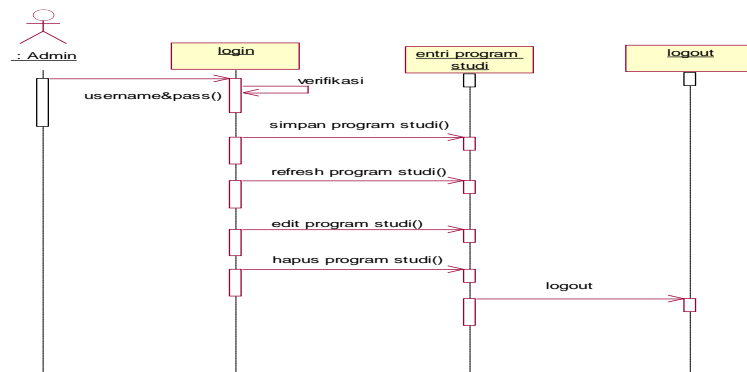 : Admin
login
entri program
studi
logout
verifikasi
username&pass()
simpan program studi()
refresh program studi()
edit program studi()
hapus program studi()
logout